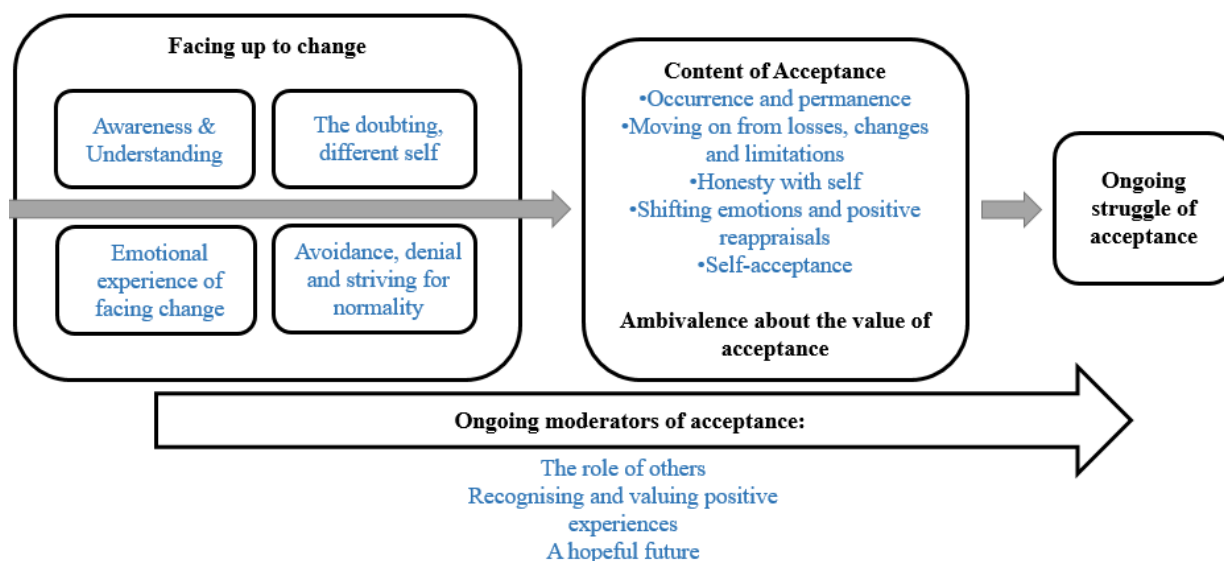 Facing up to change
Awareness &
Understanding
The doubting,
different self
Emotional
experience of
facing change
Avoidance, denial
and striving for
normality
Content of Acceptance
•Occurrence and permanence
•Moving on from losses, changes
and limitations
•Honesty with self
•Shifting emotions and positive
reappraisals
•Self-acceptance
Ambivalence about the value of
acceptance
Ongoing
struggle of
acceptance
Ongoing moderators of acceptance:
The role of others
Recognising and valuing positive
experiences
A hopeful future